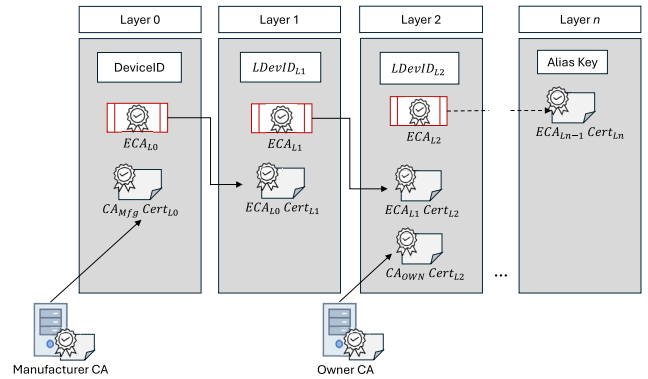 Layer 0
Layer 1
Layer 2
Layer n
DeviceID
LDevID_L1
LDevID_L2
Alias Key
ECA_L0
ECA_L1
ECA_L2
ECA_Ln−1 Cert_Ln
CA_Mfg Cert_L0
ECA_L0 Cert_L1
ECA_L1 Cert_L2
CA_OWN Cert_L2
...
Manufacturer CA
Owner CA